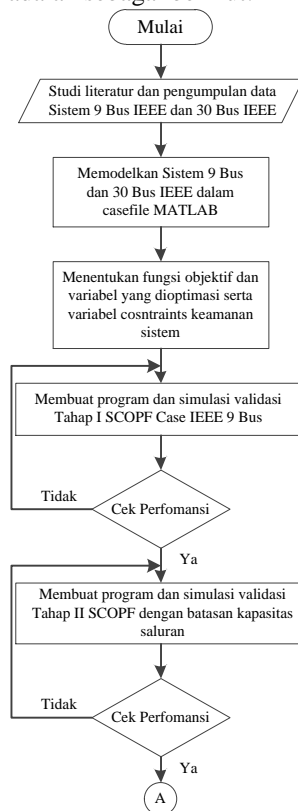 Mulai
Studi literatur dan pengumpulan data
Sistem 9 Bus IEEE dan 30 Bus IEEE
Memodelkan Sistem 9 Bus
dan 30 Bus IEEE dalam
casefile MATLAB
Menentukan fungsi objektif dan
variabel yang dioptimasi serta
variabel cosntraints keamanan
sistem
Membuat program dan simulasi validasi
Tahap I SCOPF Case IEEE 9 Bus
Tidak
Cek Perfomansi
Ya
Membuat program dan simulasi validasi
Tahap II SCOPF dengan batasan kapasitas
saluran
Tidak
Cek Perfomansi
Ya
A